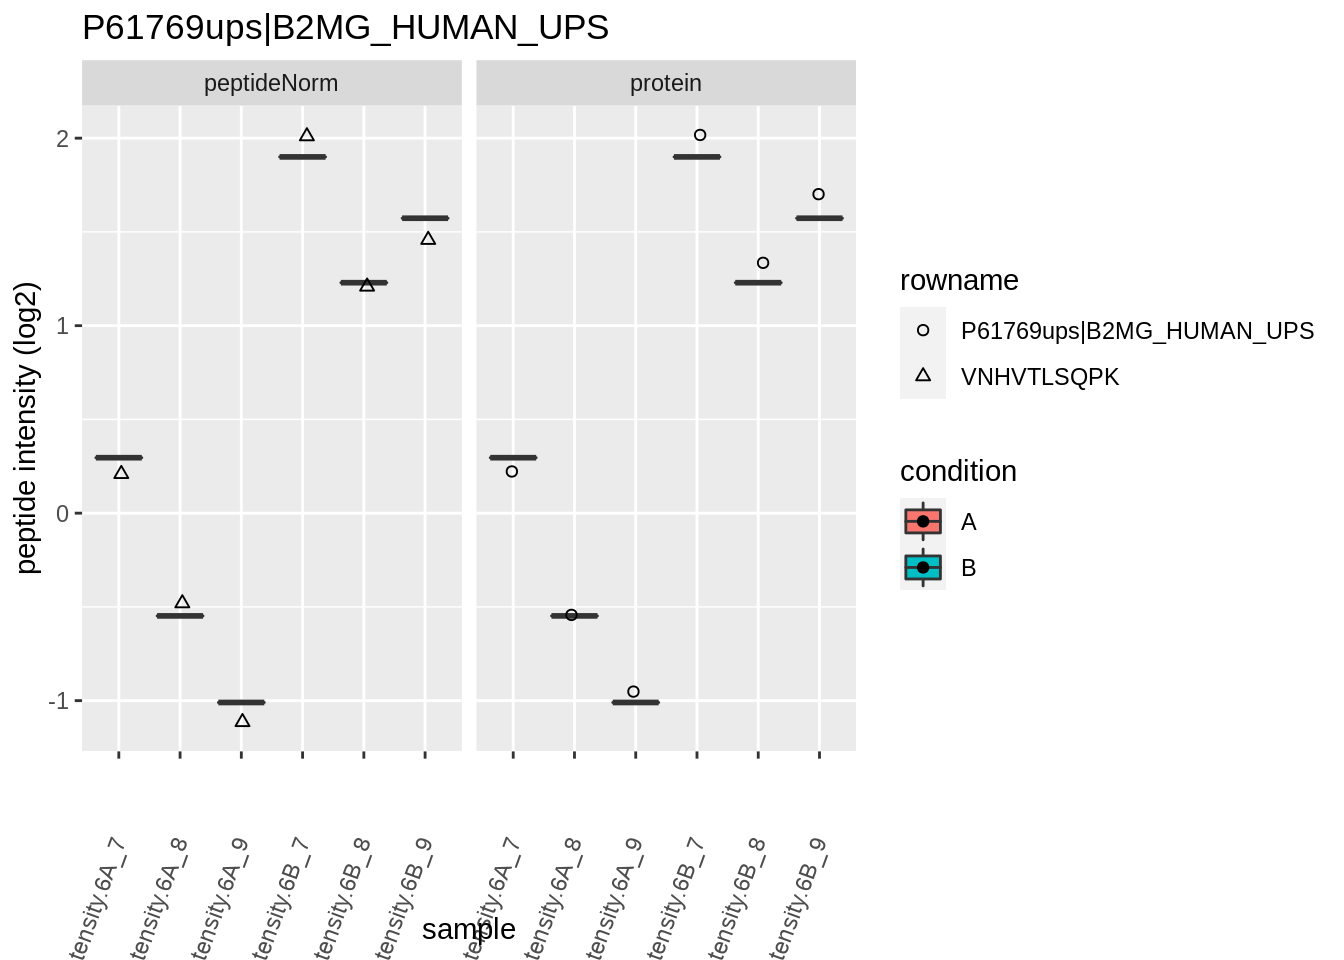 P61769ups|B2MG_HUMAN_UPS
peptideNorm
protein
peptide intensity (log2)
2
1
0
-1
tensity.6A_7
tensity.6A_8
tensity.6A_9
tensity.6B_7
tensity.6B_8
tensity.6B_9
tensity.6A_7
tensity.6A_8
tensity.6A_9
tensity.6B_7
tensity.6B_8
tensity.6B_9
sample
rowname
P61769ups|B2MG_HUMAN_UPS
VNHVTLSQPK
condition
A
B